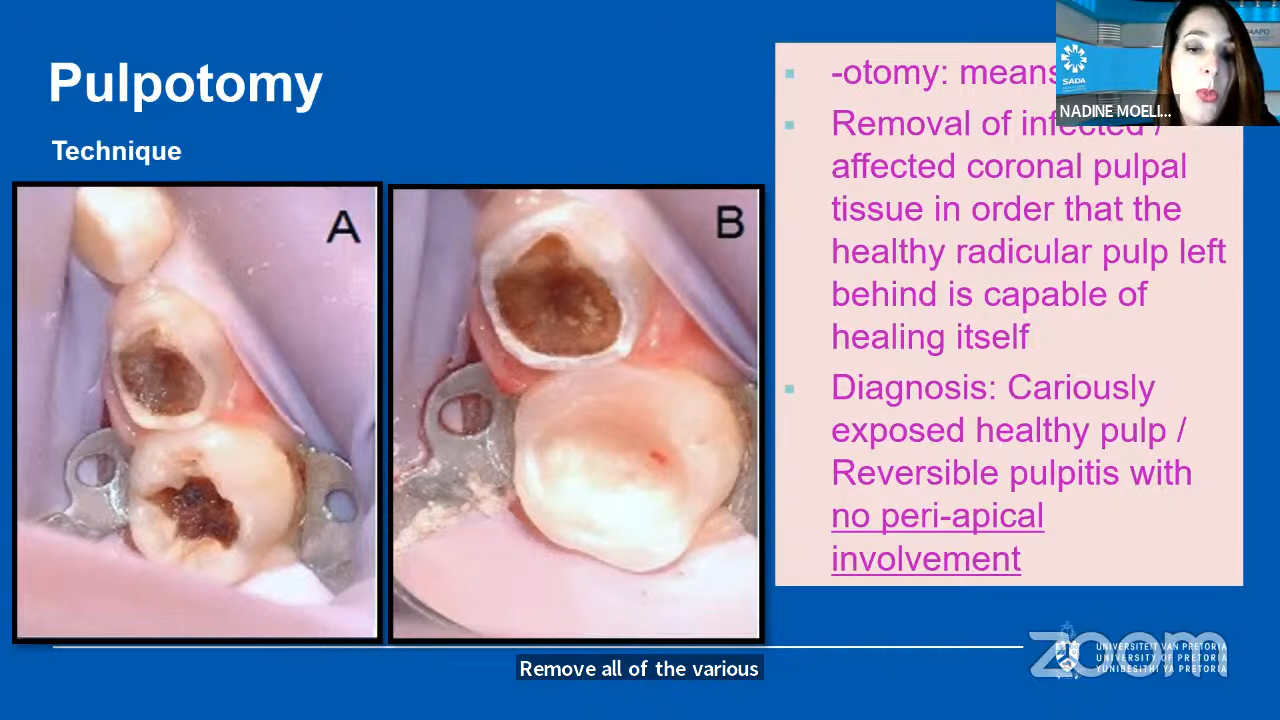 Pulpotomy
Technique
A
B
-otomy: means
Removal of infected /
affected coronal pulpal
tissue in order that the
healthy radicular pulp left
behind is capable of
healing itself
Diagnosis: Cariously
exposed healthy pulp /
Reversible pulpitis with
no peri-apical
involvement
SADA
NADINE MOELI...
Remove all of the various
zoom
UNIVERSITEIT VAN PRETORIA
UNIVERSITY OF PRETORIA
YUNIBESITHI YA PRETORIA